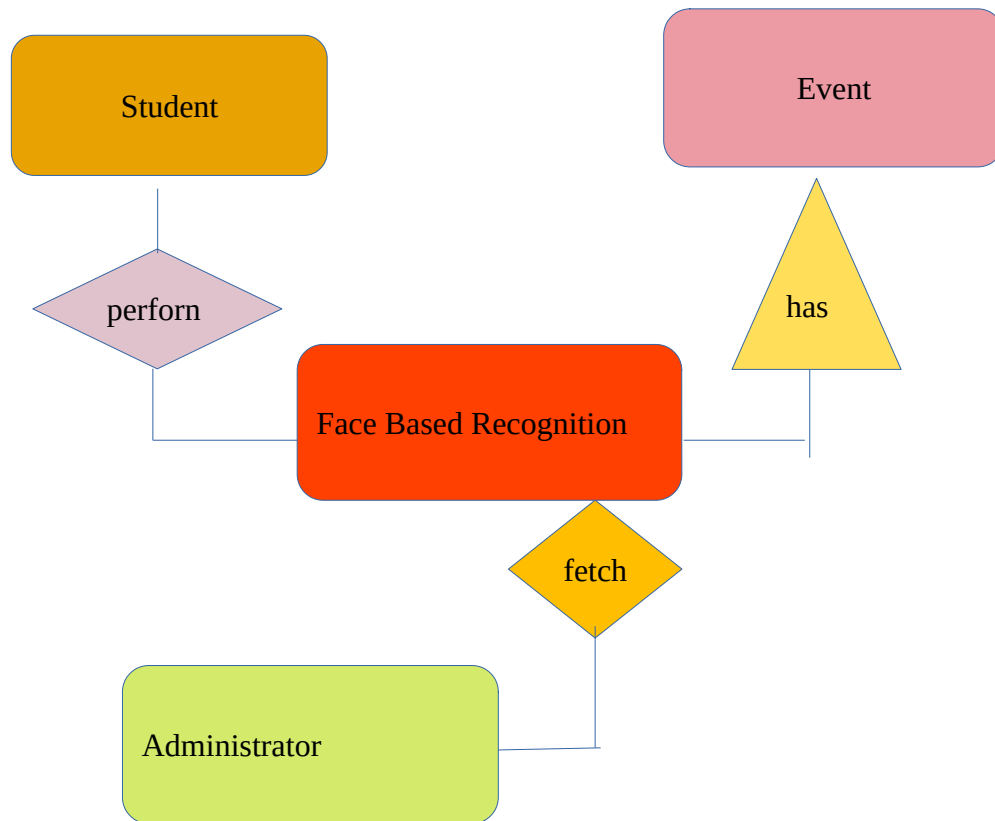 Student
Event
perforn
has
Face Based Recognition
fetch
Administrator